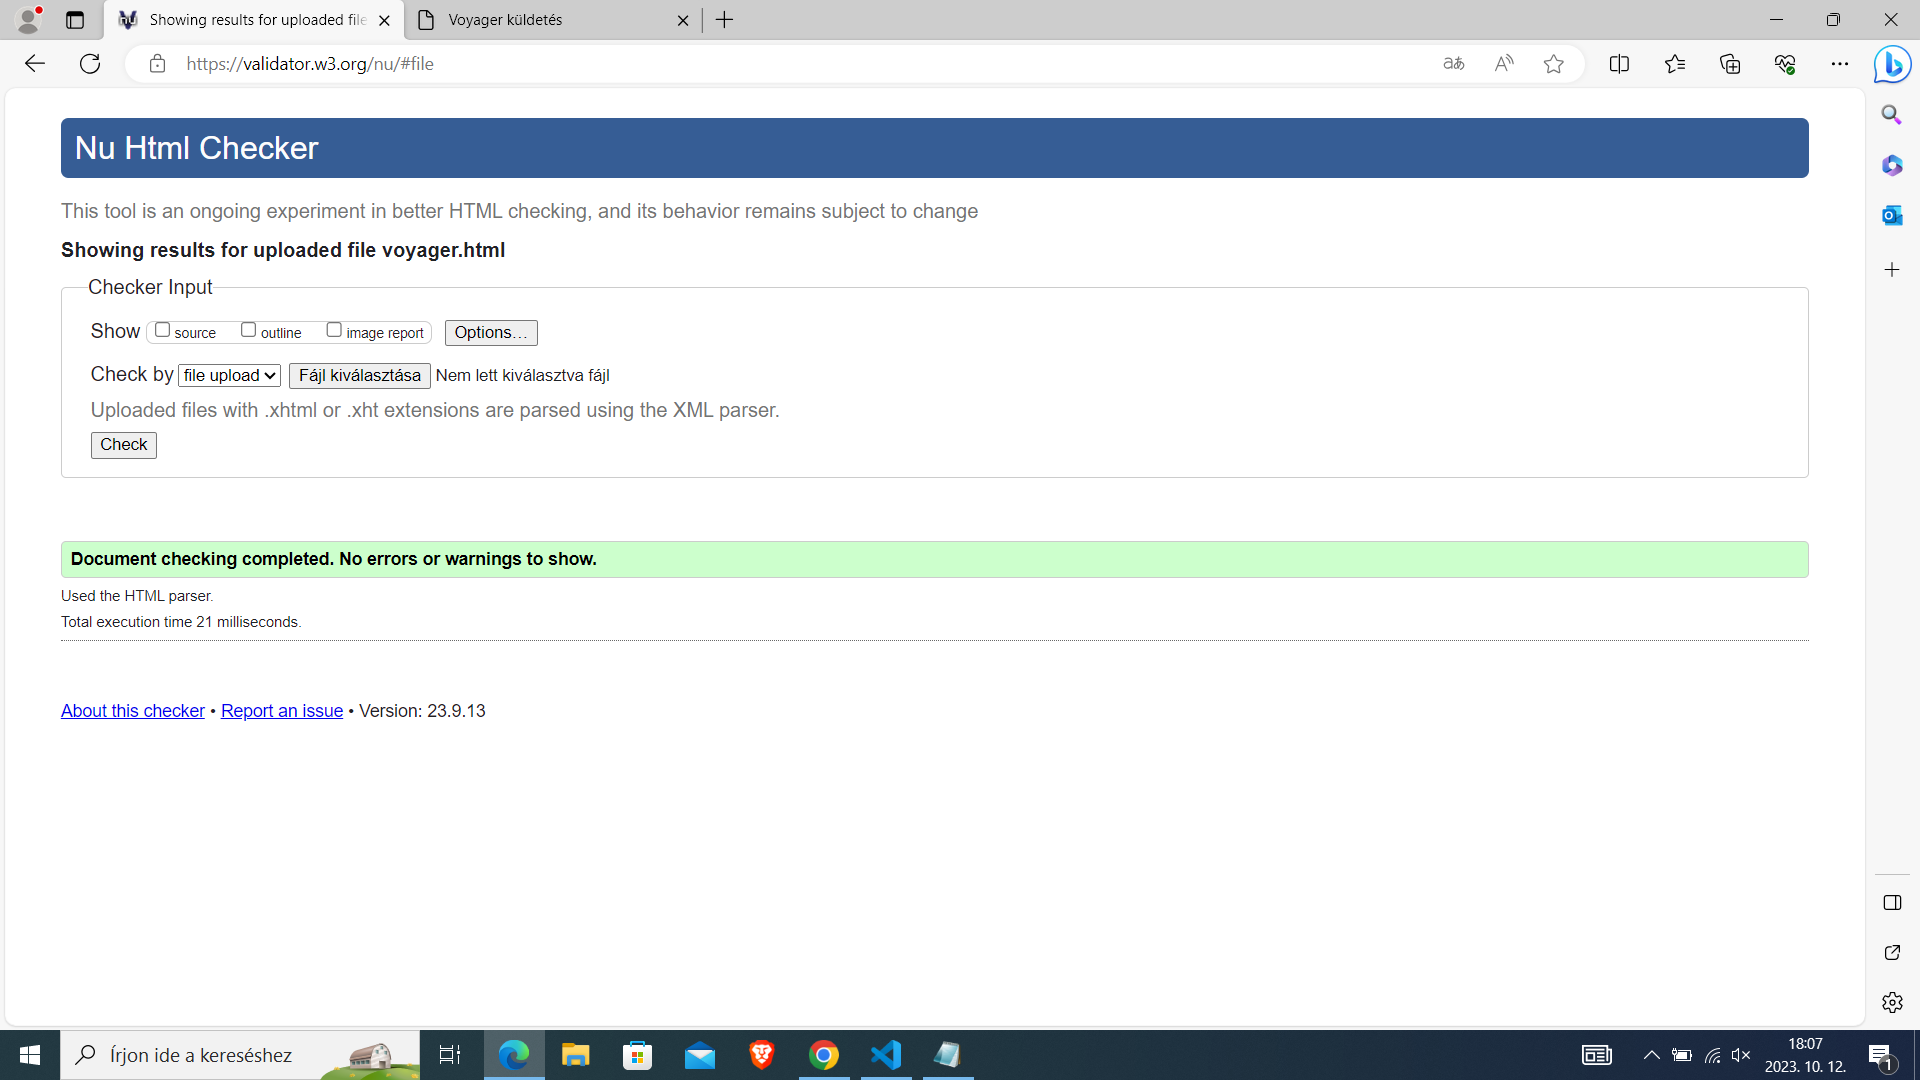 Showing results for uploaded file
Voyager küldetés
https://validator.w3.org/nu/#file
Nu Html Checker
This tool is an ongoing experiment in better HTML checking, and its behavior remains subject to change
Showing results for uploaded file voyager.html
Checker Input
Show source outline image report Options…
Check by file upload Fájl kiválasztása Nem lett kiválasztva fájl
Uploaded files with .xhtml or .xht extensions are parsed using the XML parser.
Check
Document checking completed. No errors or warnings to show.
Used the HTML parser.
Total execution time 21 milliseconds.
About this checker • Report an issue • Version: 23.9.13
Írjon ide a kereséshez
18:07
2023. 10. 12.
1